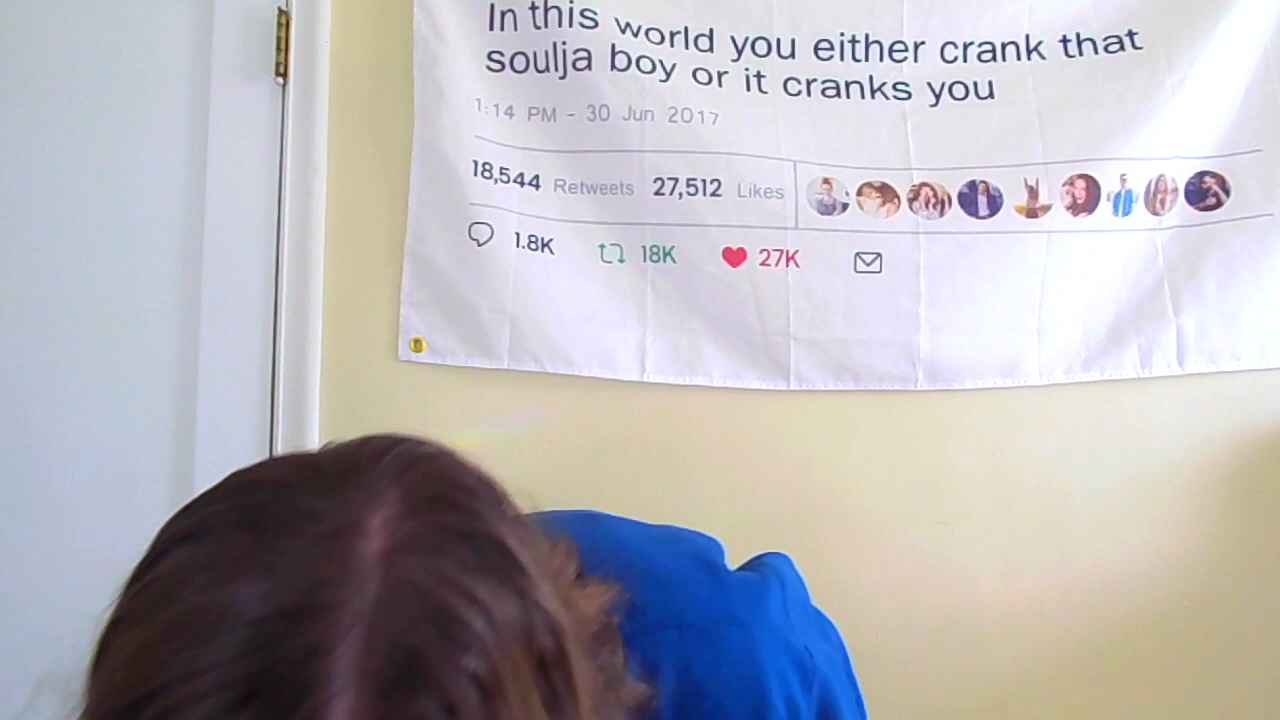 In this world you either crank that
soulja boy or it cranks you
1:14 PM - 30 Jun 2017
18,544 Retweets 27,512 Likes
1.8K 18K 27K